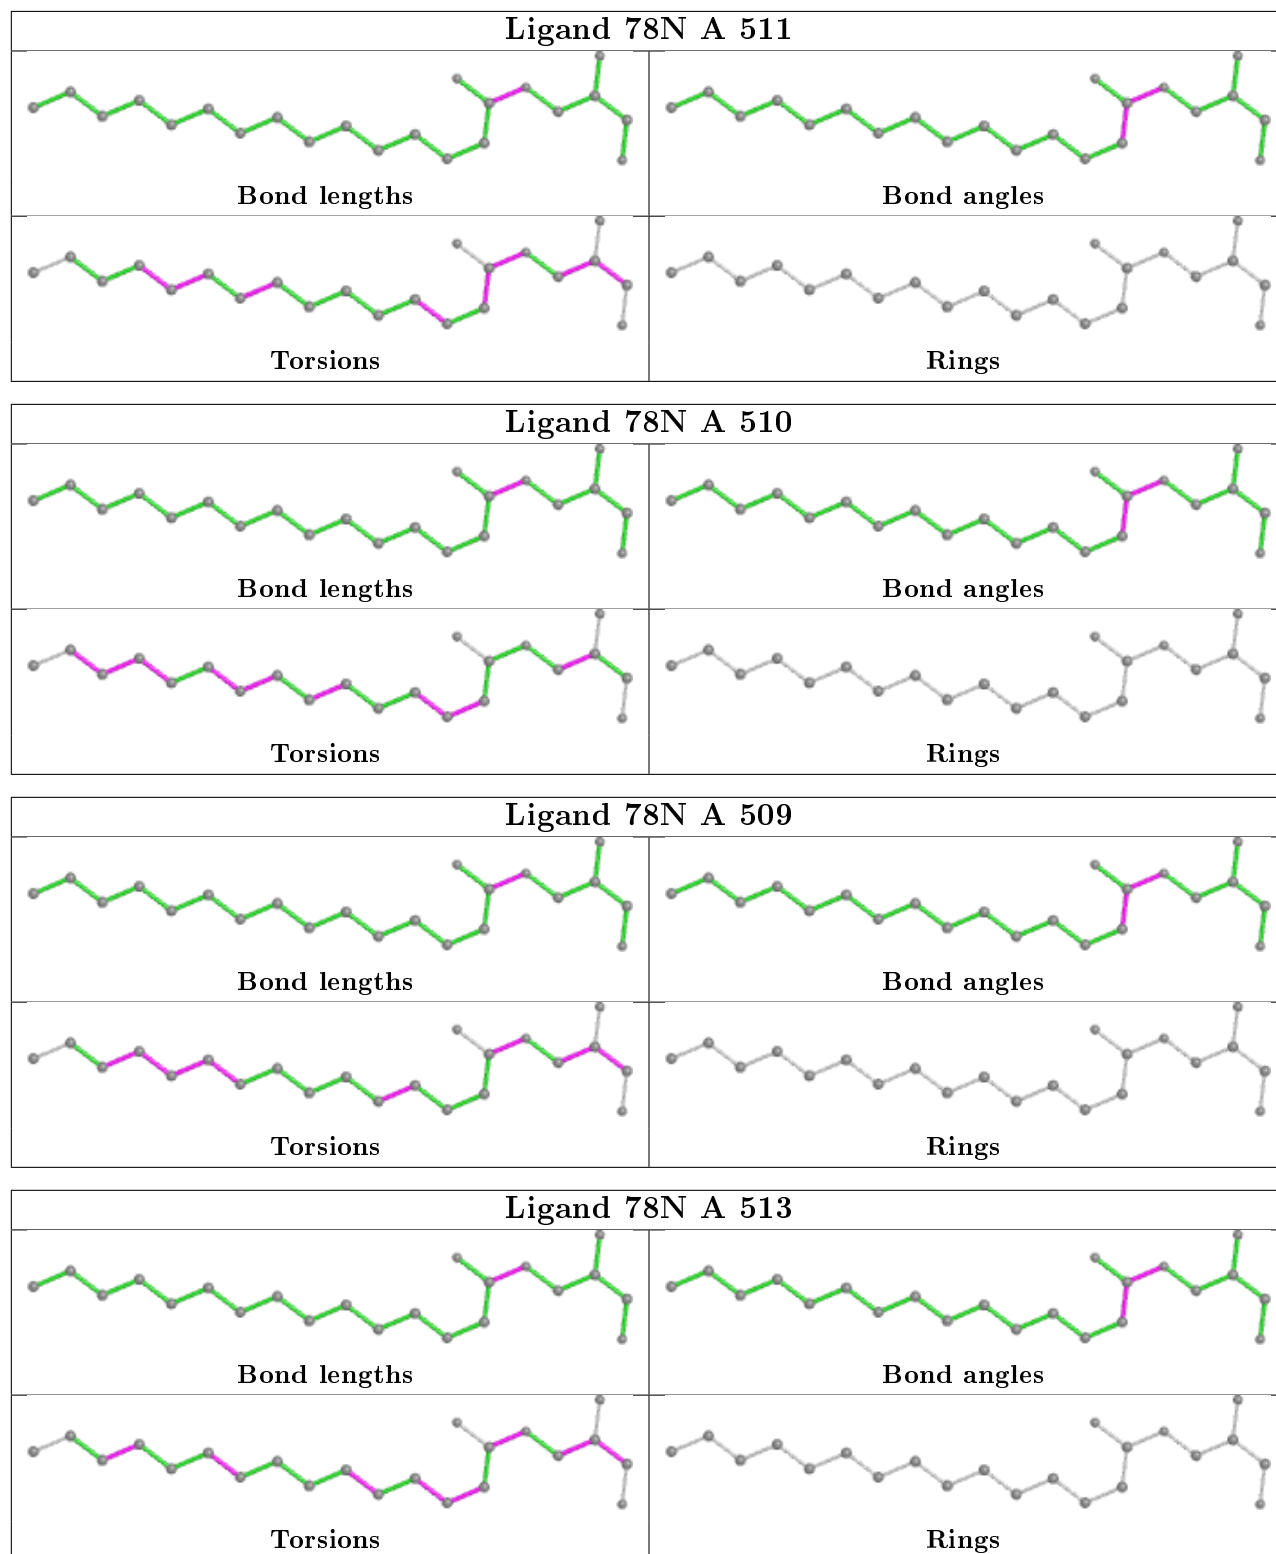 Ligand 78N A 511
Bond lengths
Bond angles
Torsions
Rings
Ligand 78N A 510
Bond lengths
Bond angles
Torsions
Rings
Ligand 78N A 509
Bond lengths
Bond angles
Torsions
Rings
Ligand 78N A 513
Bond lengths
Bond angles
Torsions
Rings